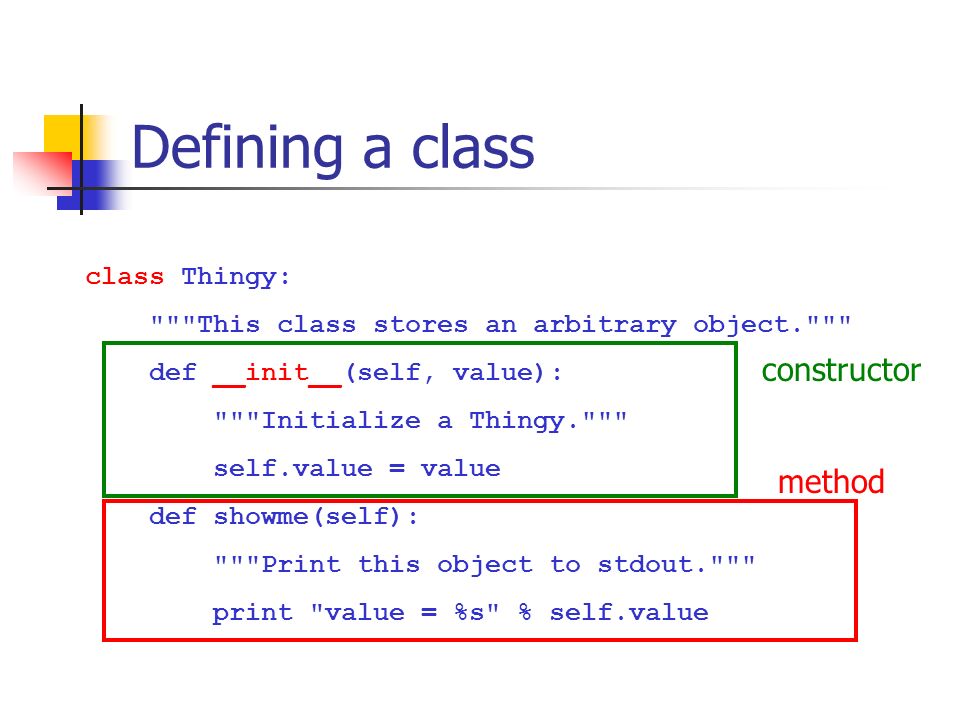 Defining a class
class Thingy:
    """This class stores an arbitrary object."""
    def __init__(self, value):
        """Initialize a Thingy."""
        self.value = value
    def showme(self):
        """Print this object to stdout."""
        print "value = %s" % self.value
constructor
method